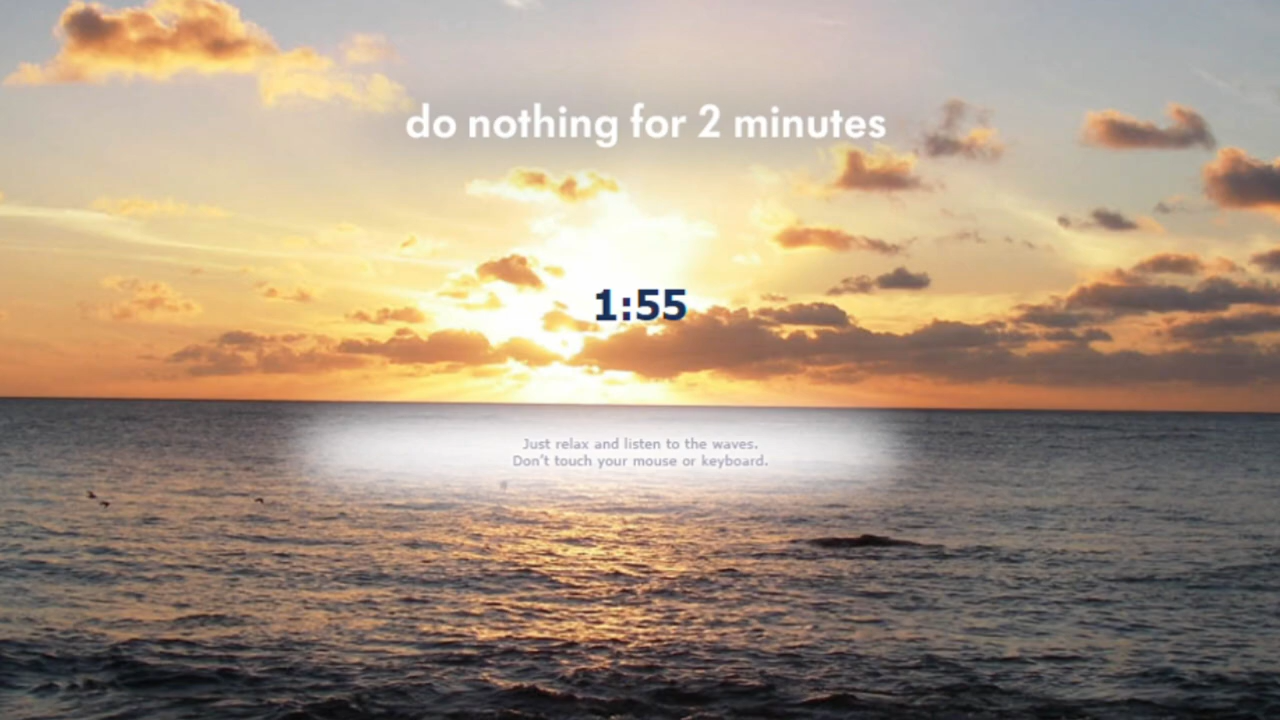 do nothing for 2 minutes
1:55
Just relax and listen to the waves.
Don't touch your mouse or keyboard.